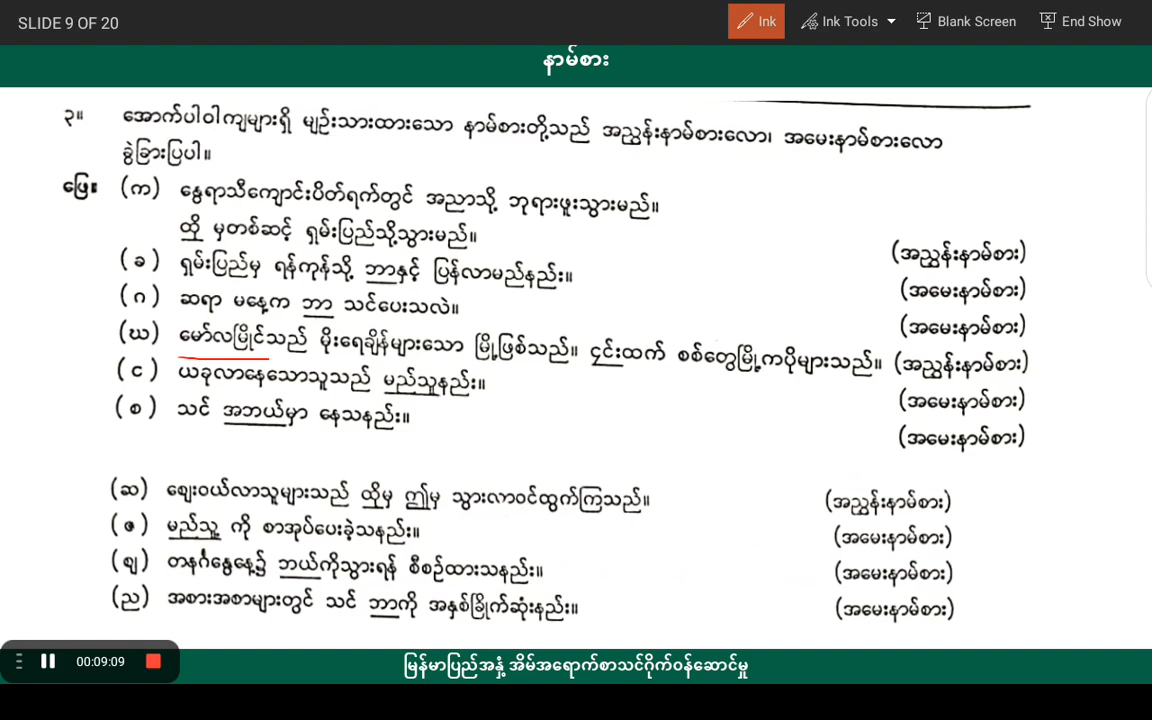 SLIDE 9 OF 20
Ink
Ink Tools
Blank Screen
End Show
နာမ်စား
၃။ အောက်ပါဝါကျများရှိ မျဉ်းသားထားသော နာမ်စားတို့သည် အညွှန်းနာမ်စားလော၊ အမေးနာမ်စားလော
ခွဲခြားပြပါ။
ဖြေ။ (က) နွေရာသီကျောင်းပိတ်ရက်တွင် အညာသို့ ဘုရားဖူးသွားမည်။
ထို မှတစ်ဆင့် ရှမ်းပြည်သို့သွားမည်။ (အညွှန်းနာမ်စား)
(ခ) ရှမ်းပြည်မှ ရန်ကုန်သို့ ဘာနှင့် ပြန်လာမည်နည်း။ (အမေးနာမ်စား)
(ဂ) ဆရာ မနေ့က ဘာ သင်ပေးသလဲ။ (အမေးနာမ်စား)
(ဃ) မော်လမြိုင်သည် မိုးရေချိန်များသော မြို့ဖြစ်သည်။ ၎င်းထက် စစ်တွေမြို့ကပိုများသည်။ (အညွှန်းနာမ်စား)
(င) ယခုလာနေသောသူသည် မည်သူနည်း။ (အမေးနာမ်စား)
(စ) သင် အဘယ်မှာ နေသနည်း။ (အမေးနာမ်စား)
(ဆ) ဈေးဝယ်လာသူများသည် ထိုမှ ဤမှ သွားလာဝင်ထွက်ကြသည်။ (အညွှန်းနာမ်စား)
(ဇ) မည်သူ့ ကို စာအုပ်ပေးခဲ့သနည်း။ (အမေးနာမ်စား)
(ဈ) တနင်္ဂနွေနေ့၌ ဘယ်ကိုသွားရန် စီစဉ်ထားသနည်း။ (အမေးနာမ်စား)
(ည) အစားအစာများတွင် သင် ဘာကို အနှစ်ခြိုက်ဆုံးနည်း။ (အမေးနာမ်စား)
00:09:09
မြန်မာပြည်အနှံ့ အိမ်အရောက်စာသင်ဂိုက်ဝန်ဆောင်မှု